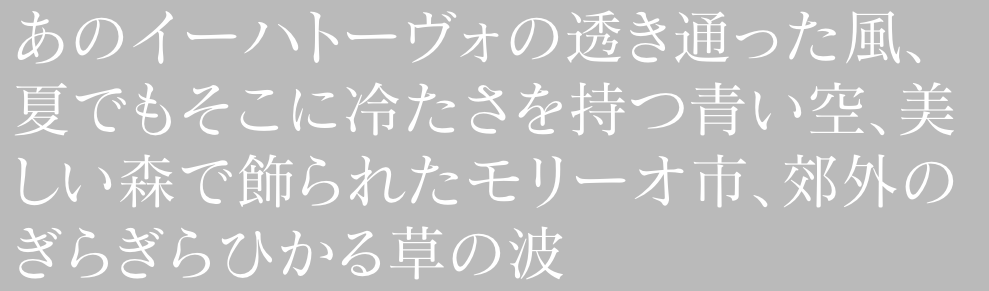 あのイーハトーヴォの透き通った風、
夏でもそこに冷たさを持つ青い空、美
しい森で飾られたモリーオ市、郊外の
ぎらぎらひかる草の波